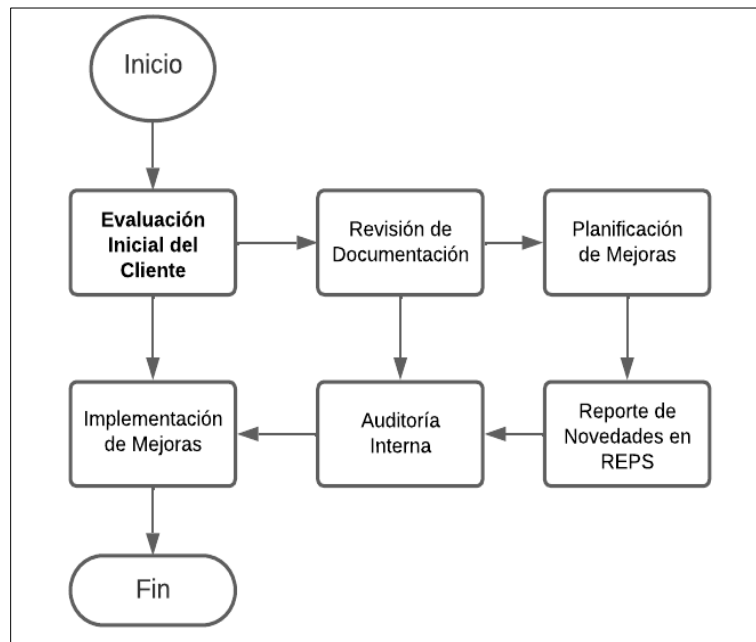 Inicio
Evaluación
Inicial del
Cliente
Revisión de
Documentación
Planificación
de Mejoras
Implementación
de Mejoras
Auditoría
Interna
Reporte de
Novedades en
REPS
Fin